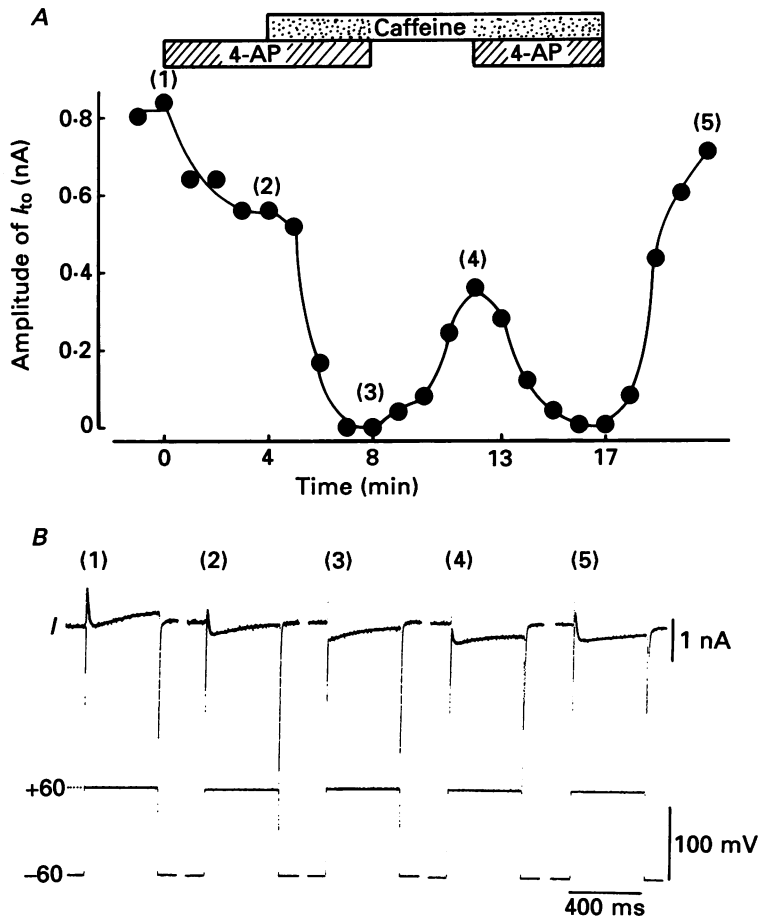 A
Caffeine
4-AP
4-AP
Amplitude of Ito (nA)
0·8
0·6
0·4
0·2
0
(1)
(2)
(3)
(4)
(5)
0
4
8
13
17
Time (min)
B
(1)
(2)
(3)
(4)
(5)
I
1 nA
+60
100 mV
−60
400 ms